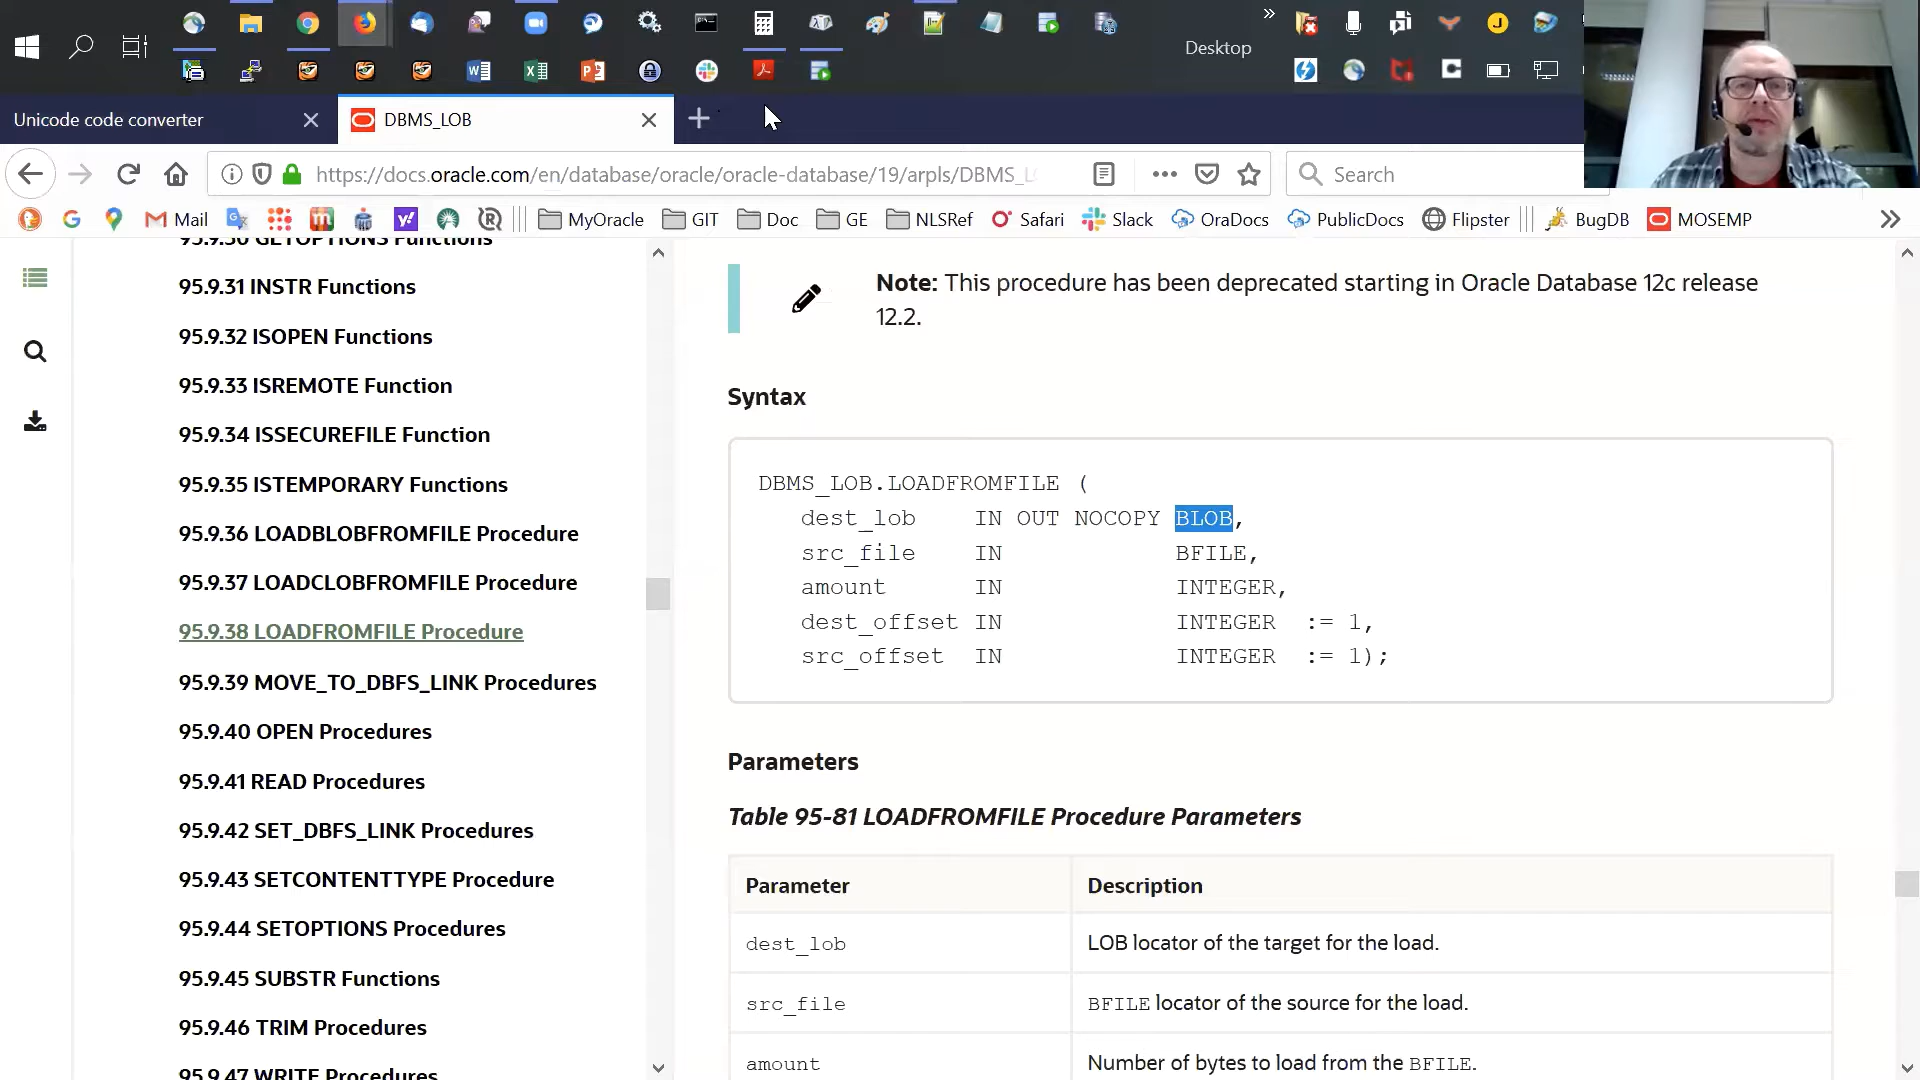 Desktop
Unicode code converter
DBMS_LOB
https://docs.oracle.com/en/database/oracle/oracle-database/19/arpls/DBMS_L
Search
Mail
MyOracle
GIT
Doc
GE
NLSRef
Safari
Slack
OraDocs
PublicDocs
Flipster
BugDB
MOSEMP
95.9.30 GETOPTIONS Functions
95.9.31 INSTR Functions
95.9.32 ISOPEN Functions
95.9.33 ISREMOTE Function
95.9.34 ISSECUREFILE Function
95.9.35 ISTEMPORARY Functions
95.9.36 LOADBLOBFROMFILE Procedure
95.9.37 LOADCLOBFROMFILE Procedure
95.9.38 LOADFROMFILE Procedure
95.9.39 MOVE_TO_DBFS_LINK Procedures
95.9.40 OPEN Procedures
95.9.41 READ Procedures
95.9.42 SET_DBFS_LINK Procedures
95.9.43 SETCONTENTTYPE Procedure
95.9.44 SETOPTIONS Procedures
95.9.45 SUBSTR Functions
95.9.46 TRIM Procedures
95.9.47 WRITE Procedures
Note: This procedure has been deprecated starting in Oracle Database 12c release
12.2.
Syntax
DBMS_LOB.LOADFROMFILE (
dest_lob IN OUT NOCOPY BLOB,
src_file IN BFILE,
amount IN INTEGER,
dest_offset IN INTEGER := 1,
src_offset IN INTEGER := 1);
Parameters
Table 95-81 LOADFROMFILE Procedure Parameters
Parameter Description
dest_lob LOB locator of the target for the load.
src_file BFILE locator of the source for the load.
amount Number of bytes to load from the BFILE.